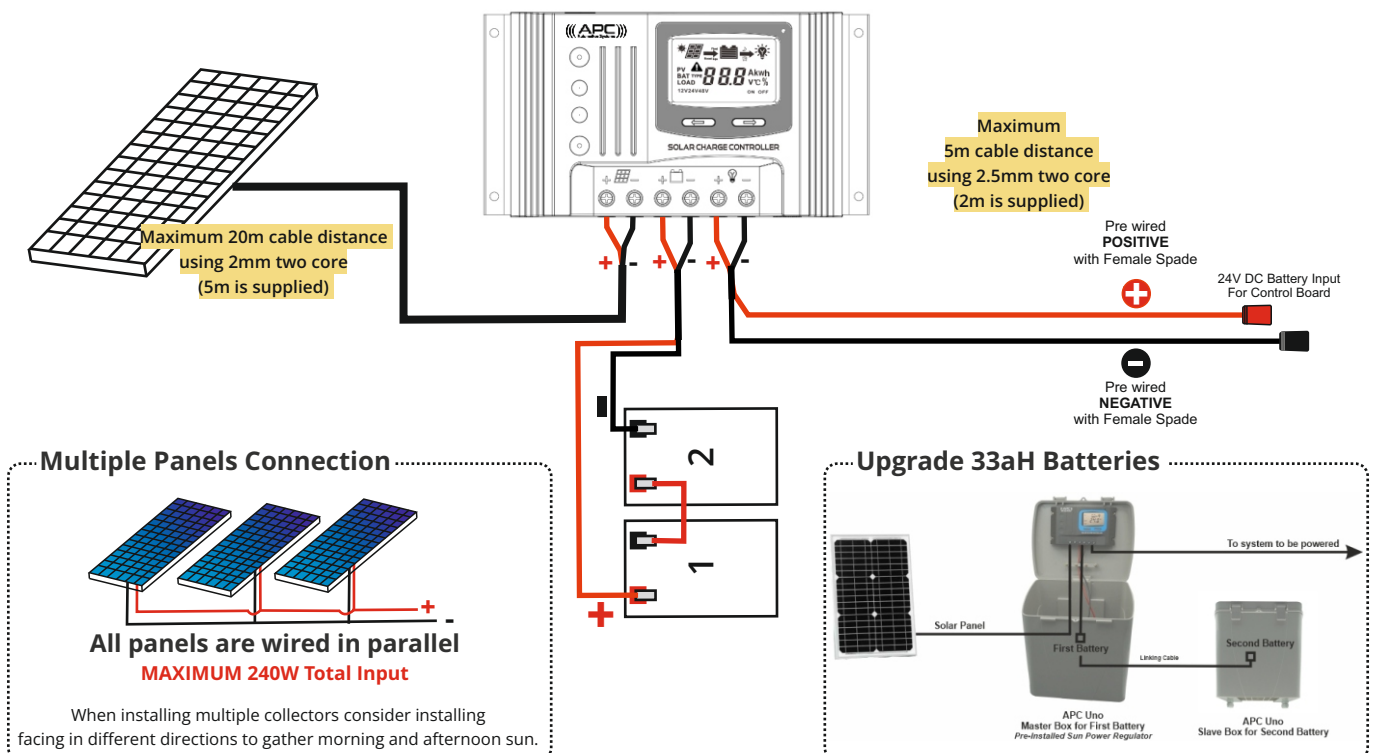 ((( APC )))
PV
BAT TYPE
LOAD
88.8
Akwh
V℃%
12V24V48V
ON OFF
SOLAR CHARGE CONTROLLER
+ - + - + -
Maximum 20m cable distance
using 2mm two core
(5m is supplied)
Maximum
5m cable distance
using 2.5mm two core
(2m is supplied)
+ - + - + -
Pre wired
POSITIVE
with Female Spade
+
24V DC Battery Input
For Control Board
-
Pre wired
NEGATIVE
with Female Spade
2
1
+
Multiple Panels Connection
+
-
All panels are wired in parallel
MAXIMUM 240W Total Input
When installing multiple collectors consider installing
facing in different directions to gather morning and afternoon sun.
Upgrade 33aH Batteries
To system to be powered
Solar Panel
First Battery
Linking Cable
Second Battery
APC Uno
Master Box for First Battery
Pre-Installed Sun Power Regulator
APC Uno
Slave Box for Second Battery